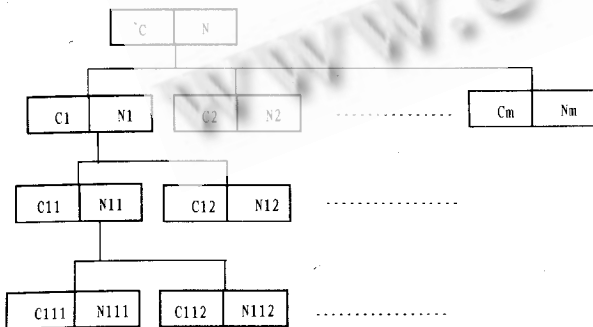 C N
C1 N1 C2 N2 ............ Cm Nm
C11 N11 C12 N12 ............
C111 N111 C112 N112 ............